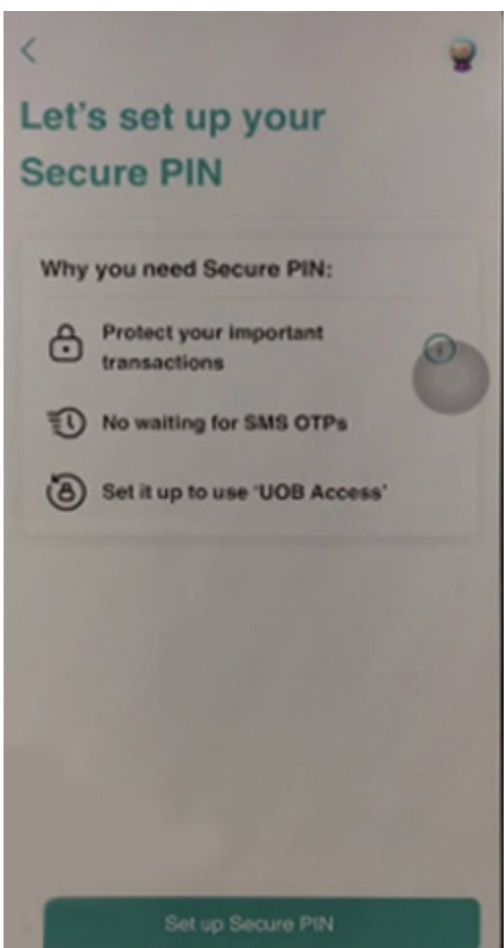 Let's set up your
Secure PIN
Why you need Secure PIN:
Protect your important
transactions
No waiting for SMS OTPs
Set it up to use 'UOB Access'
Set up Secure PIN